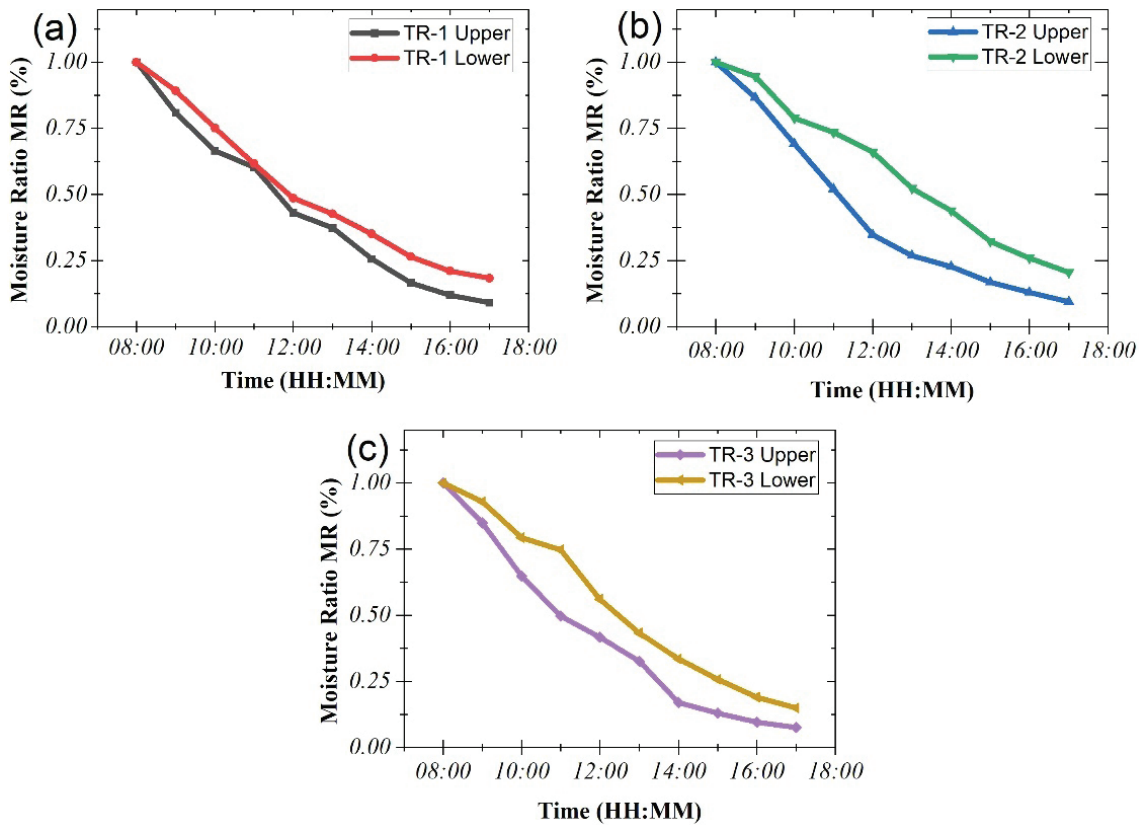 (a)
TR-1 Upper
TR-1 Lower
Moisture Ratio MR (%)
1.00
0.75
0.50
0.25
0.00
08:00 10:00 12:00 14:00 16:00 18:00
Time (HH:MM)
(b)
TR-2 Upper
TR-2 Lower
Moisture Ratio MR (%)
1.00
0.75
0.50
0.25
0.00
08:00 10:00 12:00 14:00 16:00 18:00
Time (HH:MM)
(c)
TR-3 Upper
TR-3 Lower
Moisture Ratio MR (%)
1.00
0.75
0.50
0.25
0.00
08:00 10:00 12:00 14:00 16:00 18:00
Time (HH:MM)